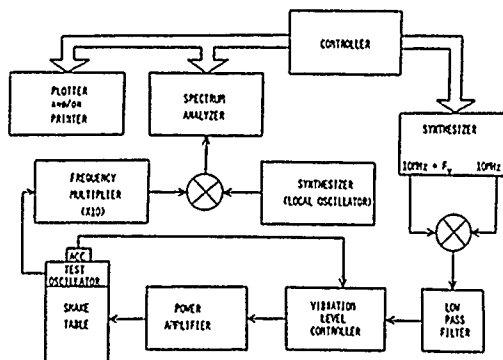 CONTROLLER
PLOTTER
AND/OR
PRINTER
SPECTRUM
ANALYZER
SYNTHESIZER
10MHz + Fv
10MHz
FREQUENCY
MULTIPLIER
(X10)
SYNTHESIZER
(LOCAL OSCILLATOR)
ACC
TEST
OSCILLATOR
SHAKE
TABLE
POWER
AMPLIFIER
VIBRATION
LEVEL
CONTROLLER
LOW
PASS
FILTER